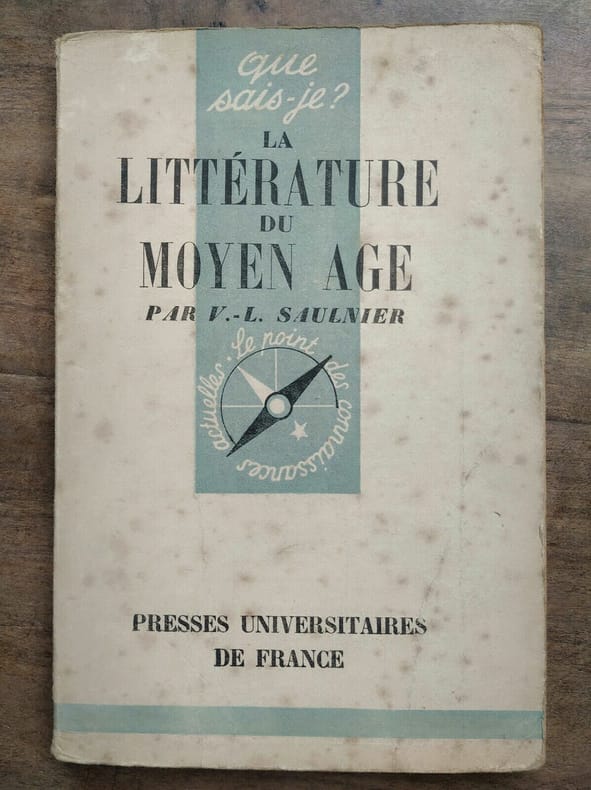 que
sais-je?
LA
LITTÉRATURE
DU
MOYEN AGE
PAR V.-L. SAULNIER
le point des connaissances actuelles.
PRESSES UNIVERSITAIRES
DE FRANCE